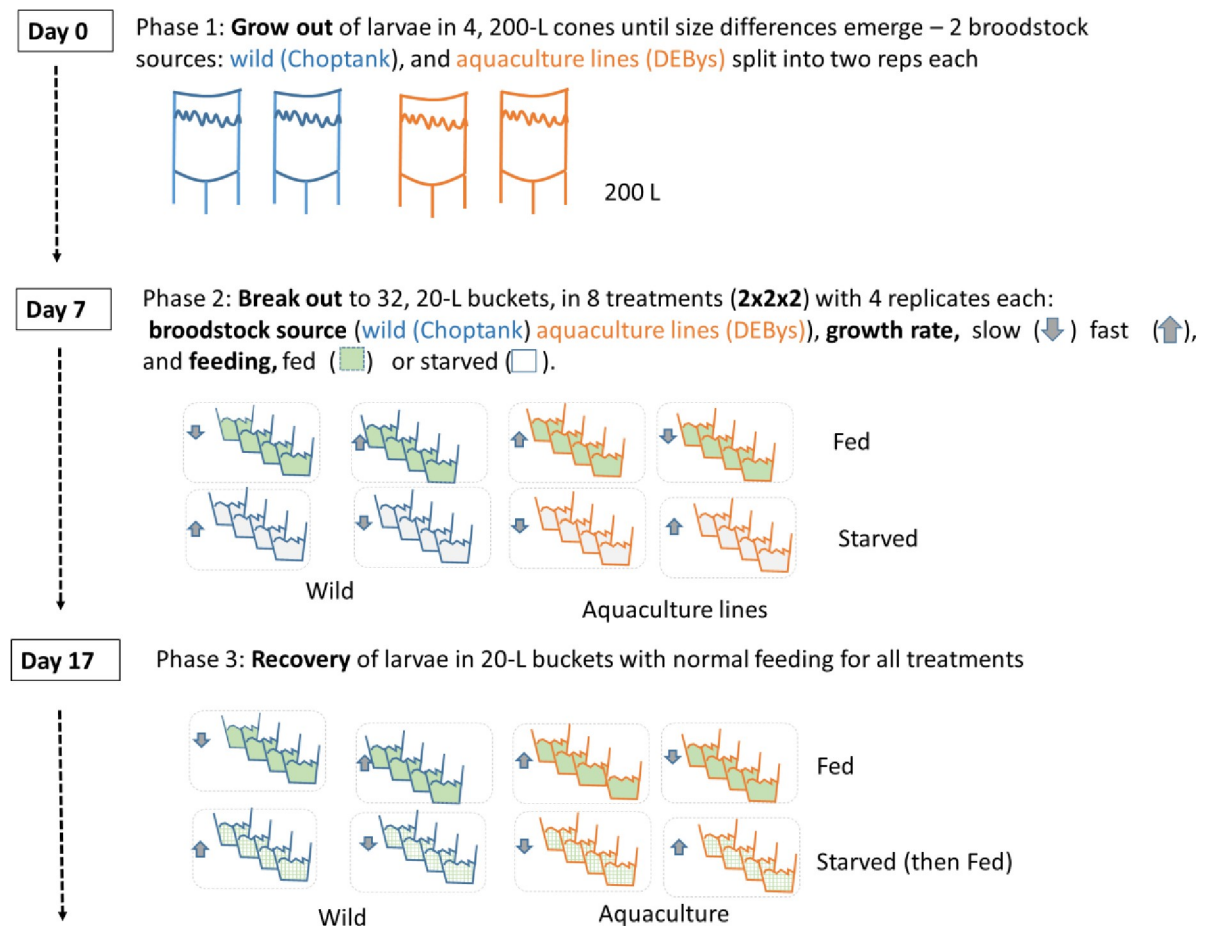 Day 0
Phase 1: Grow out of larvae in 4, 200-L cones until size differences emerge – 2 broodstock
sources: wild (Choptank), and aquaculture lines (DEBys) split into two reps each
200 L
Day 7
Phase 2: Break out to 32, 20-L buckets, in 8 treatments (2x2x2) with 4 replicates each:
broodstock source (wild (Choptank) aquaculture lines (DEBys)), growth rate, slow ( ) fast ( ),
and feeding, fed ( ) or starved ( ).
Fed
Starved
Wild
Aquaculture lines
Day 17
Phase 3: Recovery of larvae in 20-L buckets with normal feeding for all treatments
Fed
Starved (then Fed)
Wild
Aquaculture